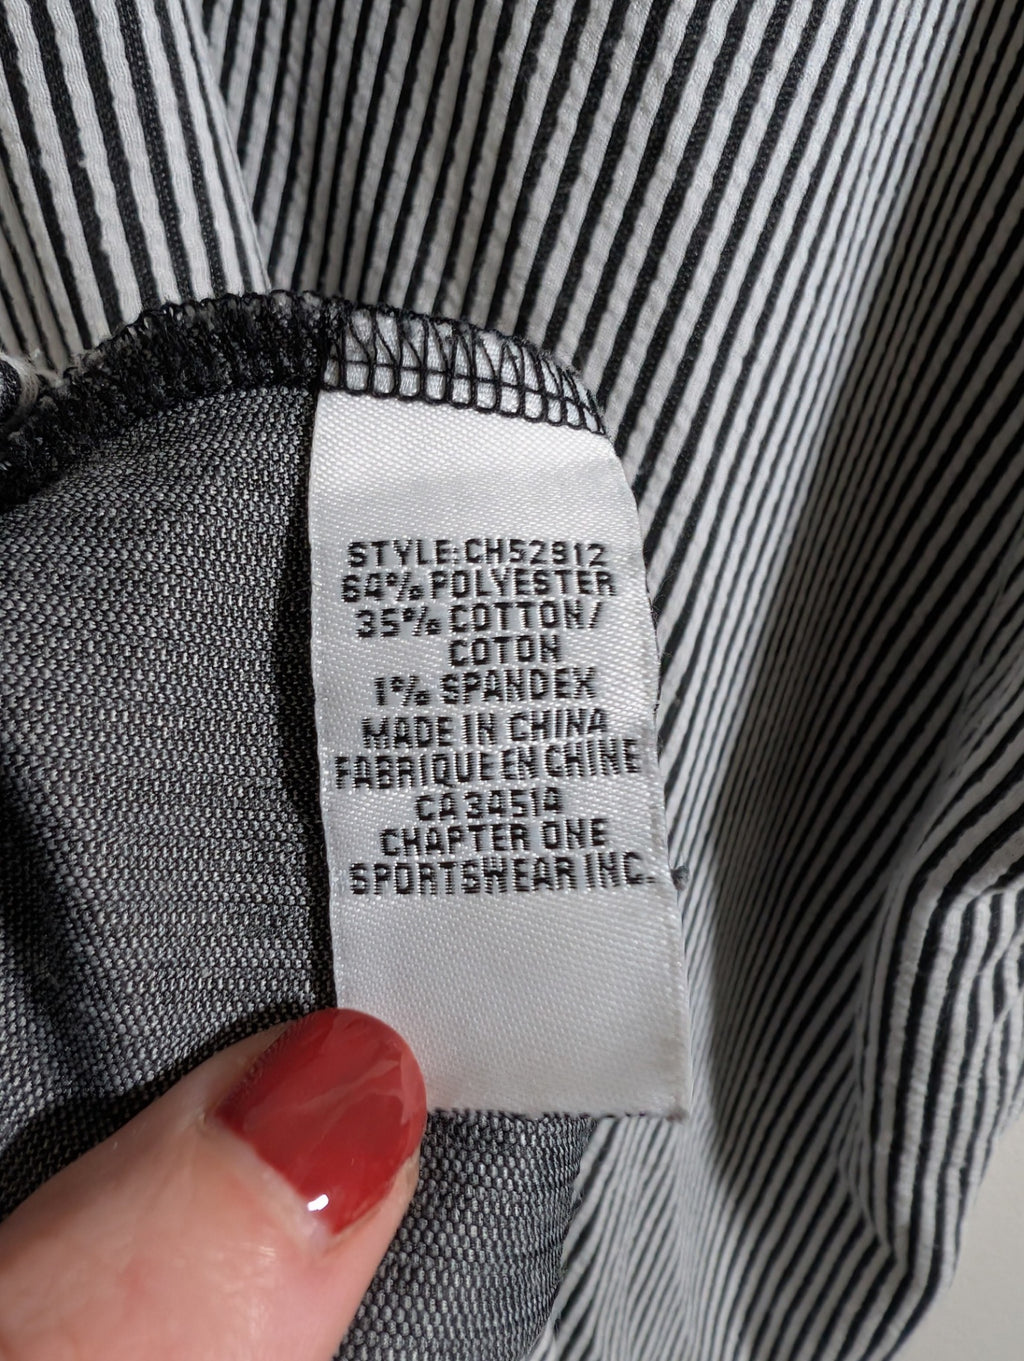 STYLE:CH52912
64% POLYESTER
35% COTTON/
COTON
1% SPANDEX
MADE IN CHINA
FABRIQUE EN CHINE
CA 34514
CHAPTER ONE
SPORTSWEAR INC.